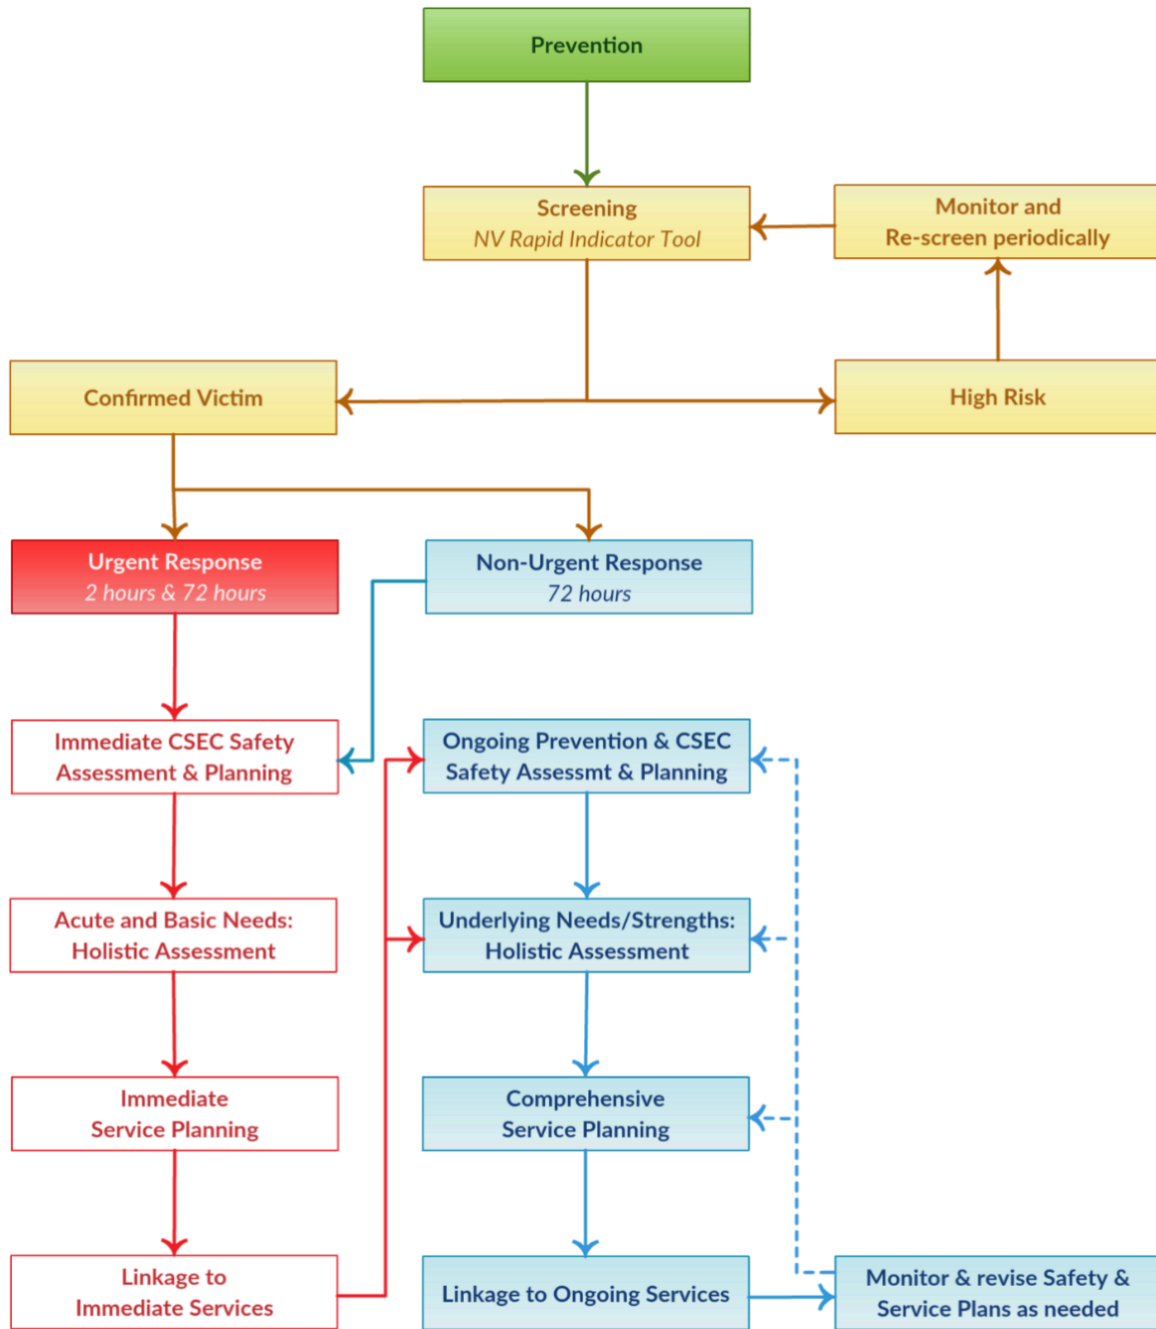 Prevention
Screening
NV Rapid Indicator Tool
Monitor and
Re-screen periodically
Confirmed Victim
High Risk
Urgent Response
2 hours & 72 hours
Non-Urgent Response
72 hours
Immediate CSEC Safety
Assessment & Planning
Ongoing Prevention & CSEC
Safety Assessmt & Planning
Acute and Basic Needs:
Holistic Assessment
Underlying Needs/Strengths:
Holistic Assessment
Immediate
Service Planning
Comprehensive
Service Planning
Linkage to
Immediate Services
Linkage to Ongoing Services
Monitor & revise Safety &
Service Plans as needed